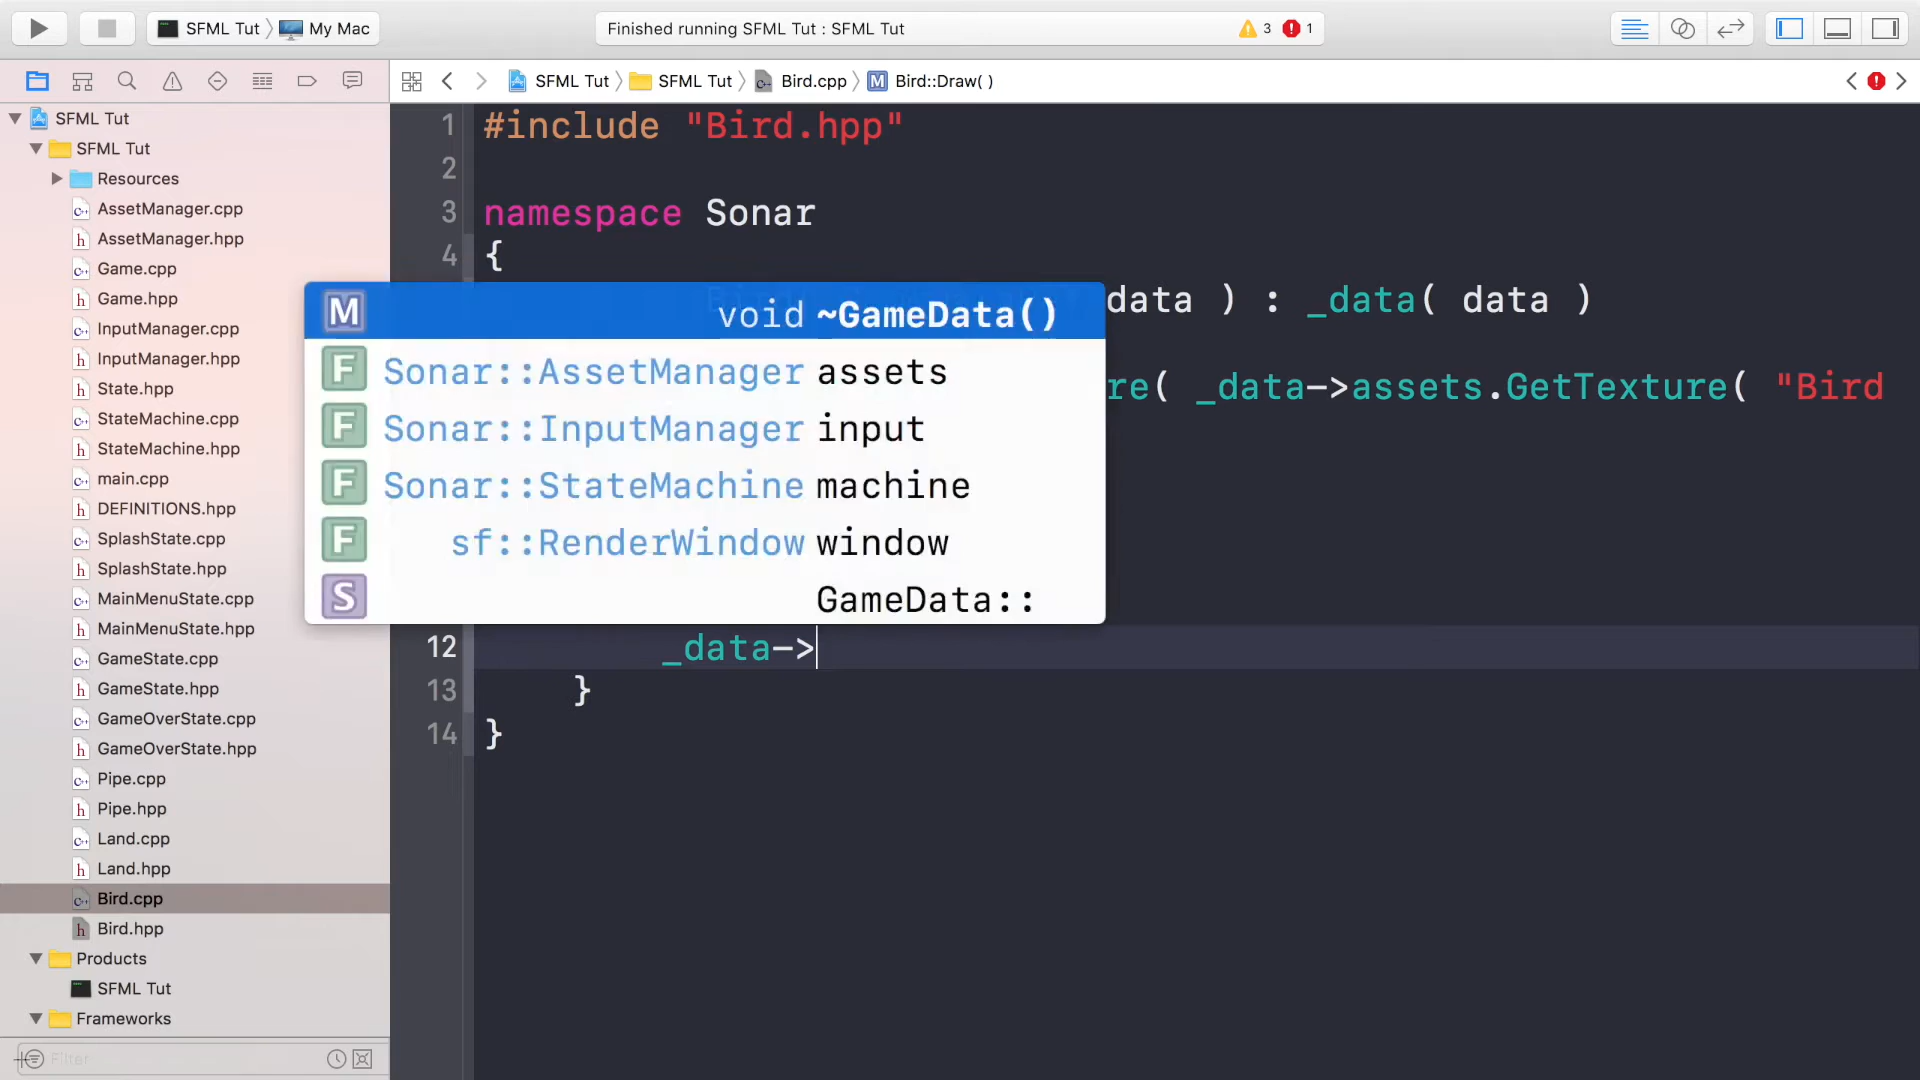 SFML Tut
My Mac
Finished running SFML Tut : SFML Tut
3
1
SFML Tut
SFML Tut
Bird.cpp
M
Bird::Draw( )
SFML Tut
SFML Tut
Resources
AssetManager.cpp
AssetManager.hpp
Game.cpp
Game.hpp
InputManager.cpp
InputManager.hpp
State.hpp
StateMachine.cpp
StateMachine.hpp
main.cpp
DEFINITIONS.hpp
SplashState.cpp
SplashState.hpp
MainMenuState.cpp
MainMenuState.hpp
GameState.cpp
GameState.hpp
GameOverState.cpp
GameOverState.hpp
Pipe.cpp
Pipe.hpp
Land.cpp
Land.hpp
Bird.cpp
Bird.hpp
Products
SFML Tut
Frameworks
Filter
1 #include "Bird.hpp"
2
3 namespace Sonar
4 {
data ) : _data( data )
re( _data->assets.GetTexture( "Bird
M void ~GameData()
F Sonar::AssetManager assets
F Sonar::InputManager input
F Sonar::StateMachine machine
F sf::RenderWindow window
S GameData::
12 _data->
13 }
14 }